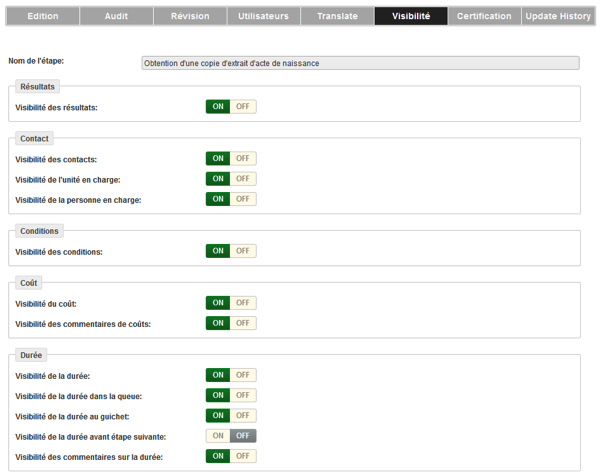 Edition Audit Révision Utilisateurs Translate Visibilité Certification Update History
Nom de l'étape: Obtention d'une copie d'extrait d'acte de naissance
Résultats
Visibilité des résultats: ON OFF
Contact
Visibilité des contacts: ON OFF
Visibilité de l'unité en charge: ON OFF
Visibilité de la personne en charge: ON OFF
Conditions
Visibilité des conditions: ON OFF
Coût
Visibilité du coût: ON OFF
Visibilité des commentaires de coûts: ON OFF
Durée
Visibilité de la durée: ON OFF
Visibilité de la durée dans la queue: ON OFF
Visibilité de la durée au guichet: ON OFF
Visibilité de la durée avant étape suivante: ON OFF
Visibilité des commentaires sur la durée: ON OFF